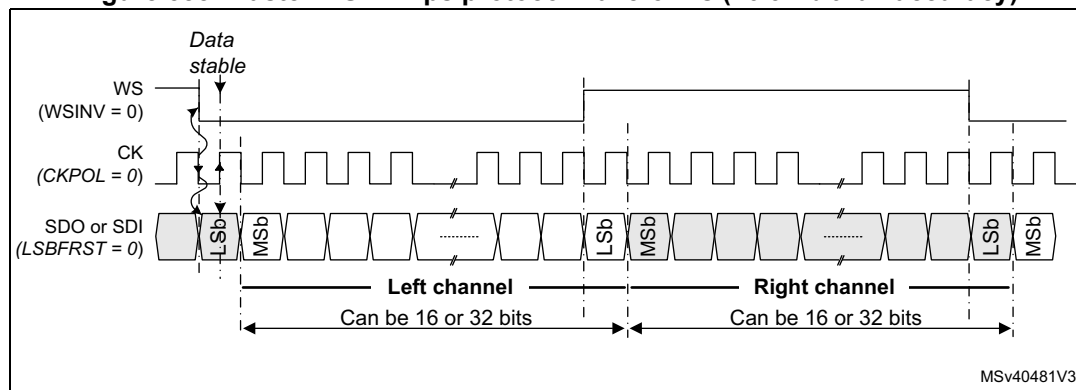 Data
stable
WS
(WSINV = 0)
CK
(CKPOL = 0)
SDO or SDI
(LSBFRST = 0)
LSb
MSb
LSb
MSb
LSb
MSb
Left channel
Right channel
Can be 16 or 32 bits
Can be 16 or 32 bits
MSv40481V3